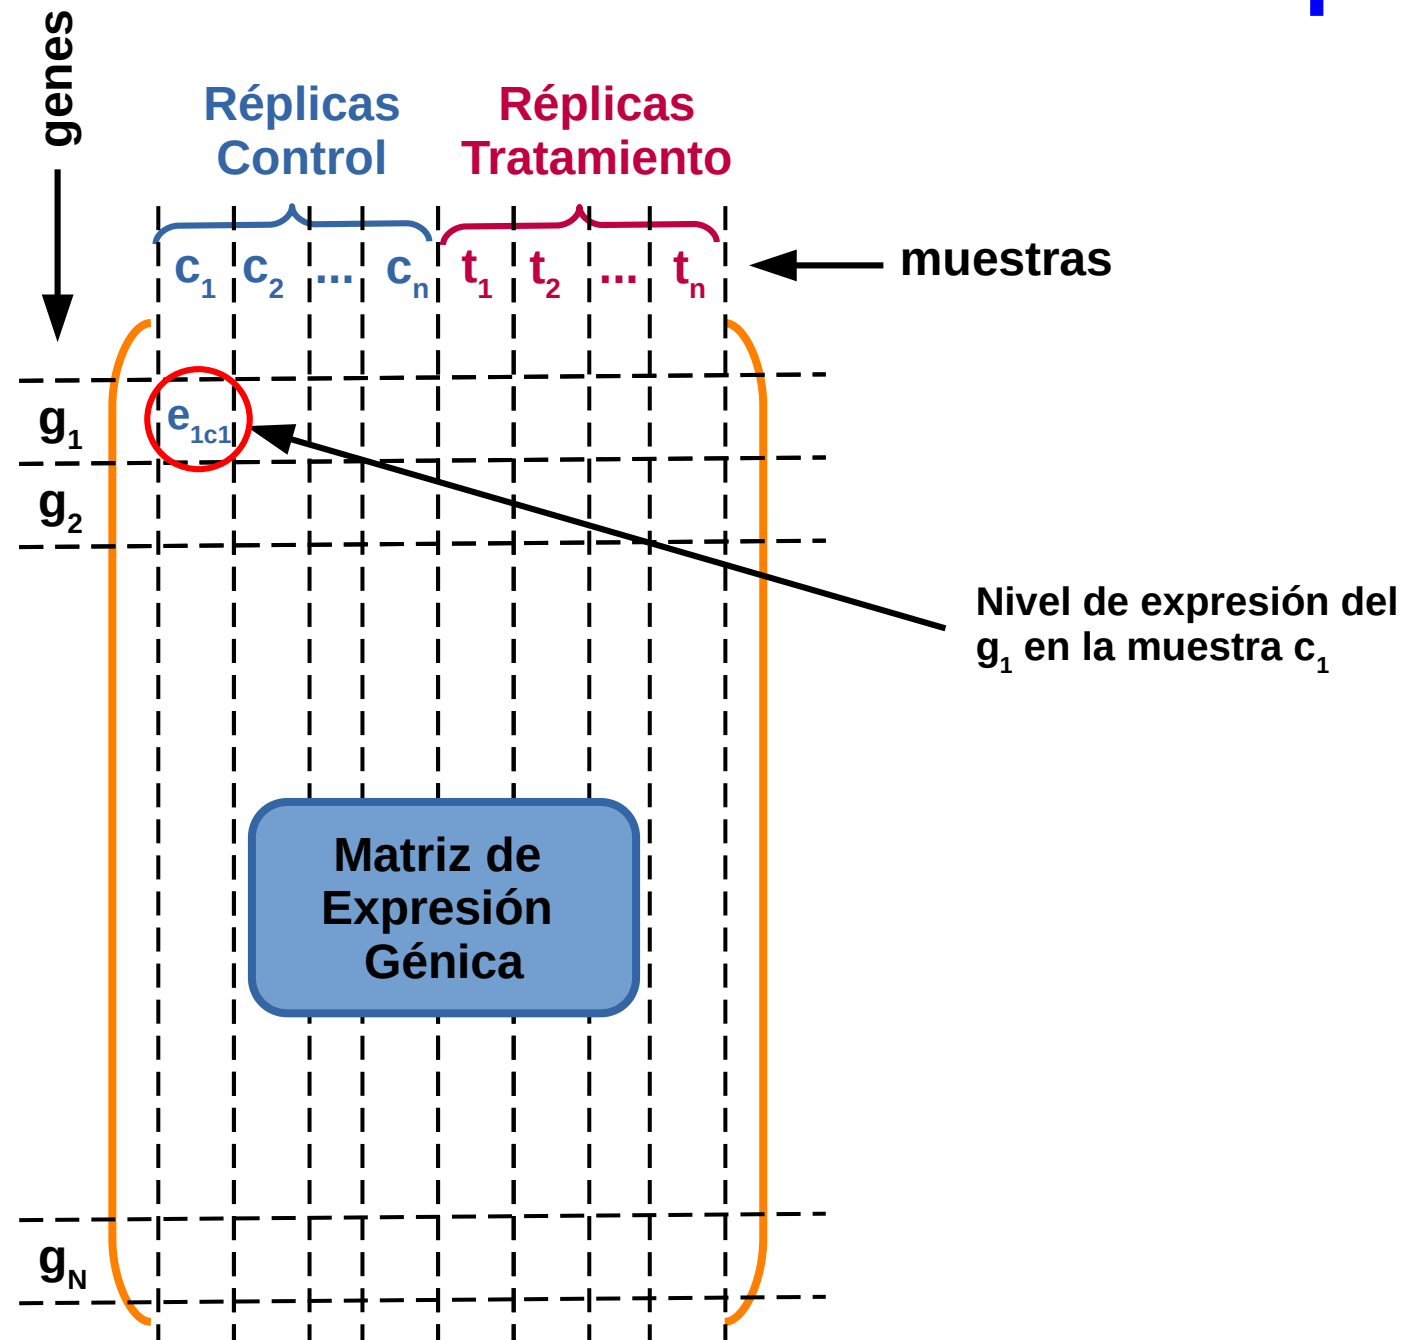 genes
Réplicas
Control
Réplicas
Tratamiento
c1 c2 ... cn t1 t2 ... tn
muestras
g1 e1c1
g2
Nivel de expresión del
g1 en la muestra c1
Matriz de
Expresión
Génica
gN